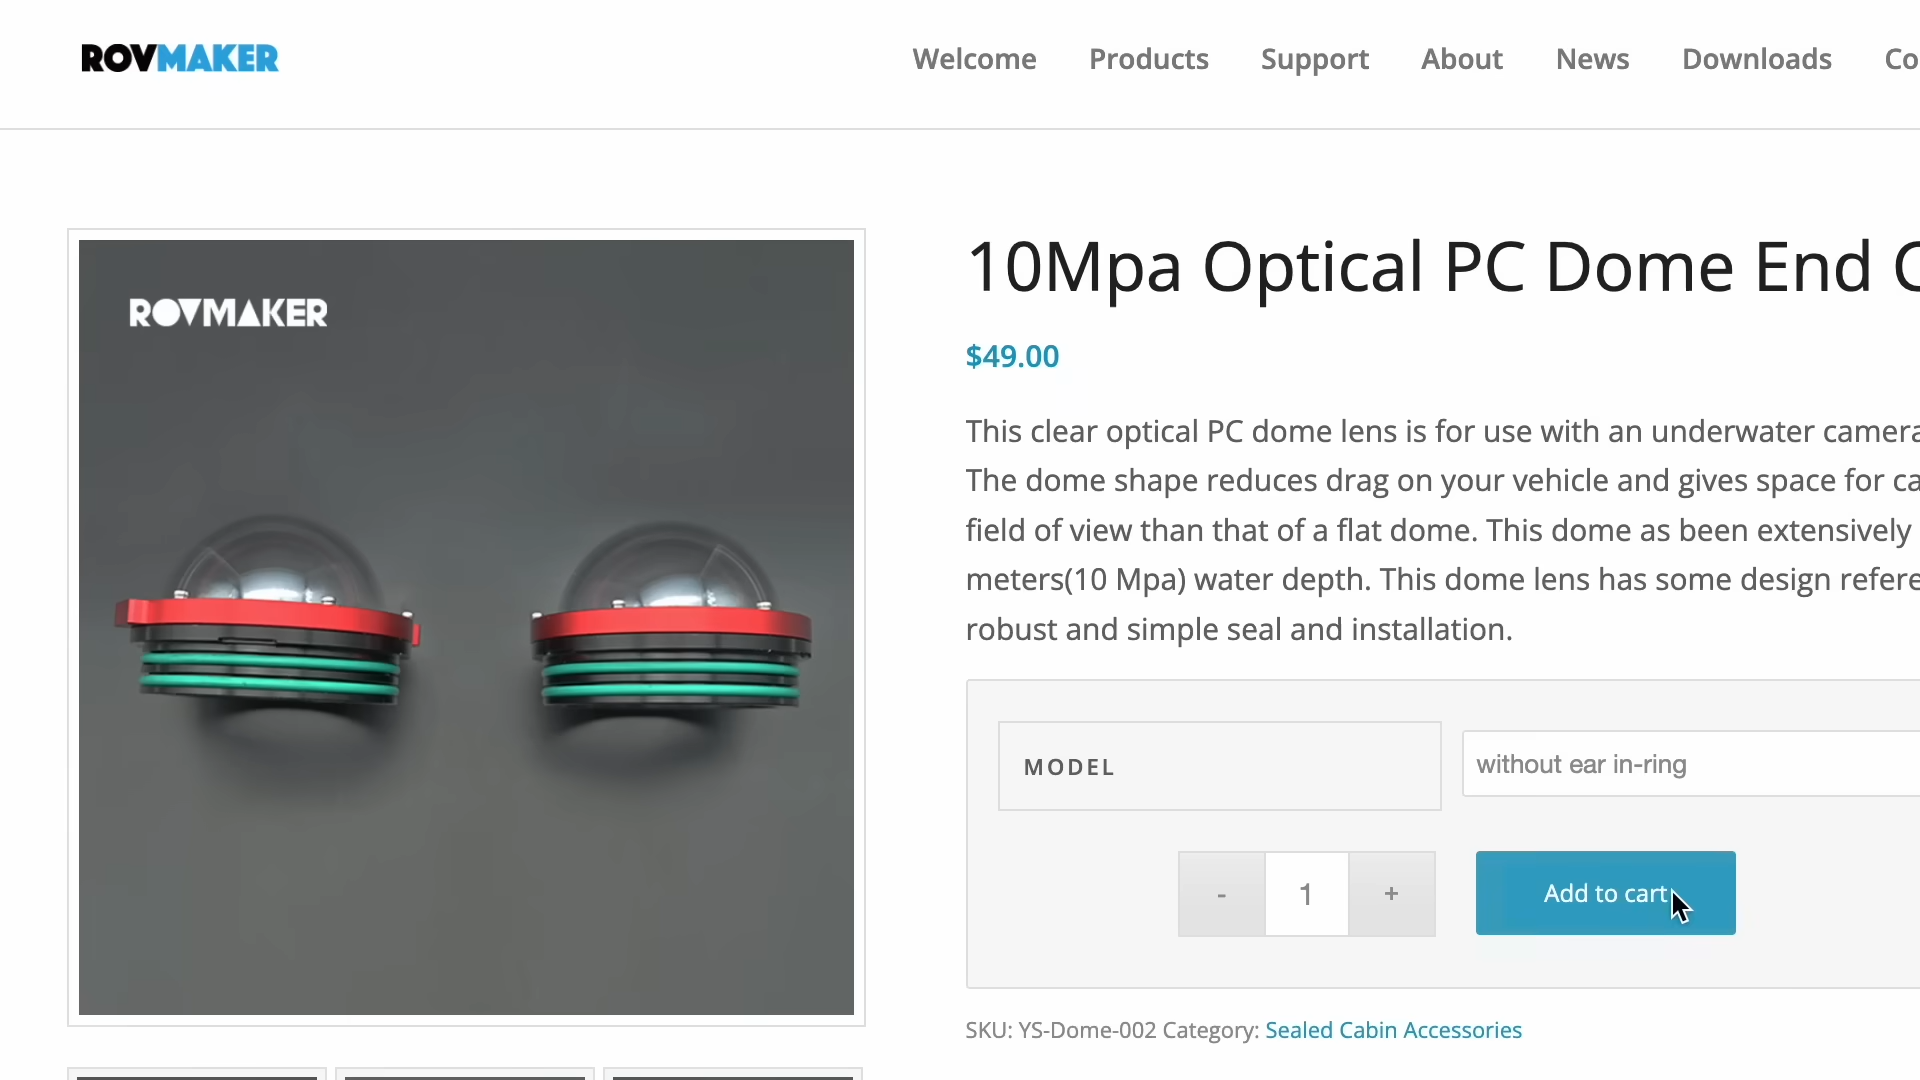 ROVMAKER
Welcome Products Support About News Downloads Co
ROVMAKER
10Mpa Optical PC Dome End C
$49.00
This clear optical PC dome lens is for use with an underwater camera
The dome shape reduces drag on your vehicle and gives space for ca
field of view than that of a flat dome. This dome as been extensively
meters(10 Mpa) water depth. This dome lens has some design refere
robust and simple seal and installation.
MODEL
without ear in-ring
- 1 +
Add to cart
SKU: YS-Dome-002 Category: Sealed Cabin Accessories